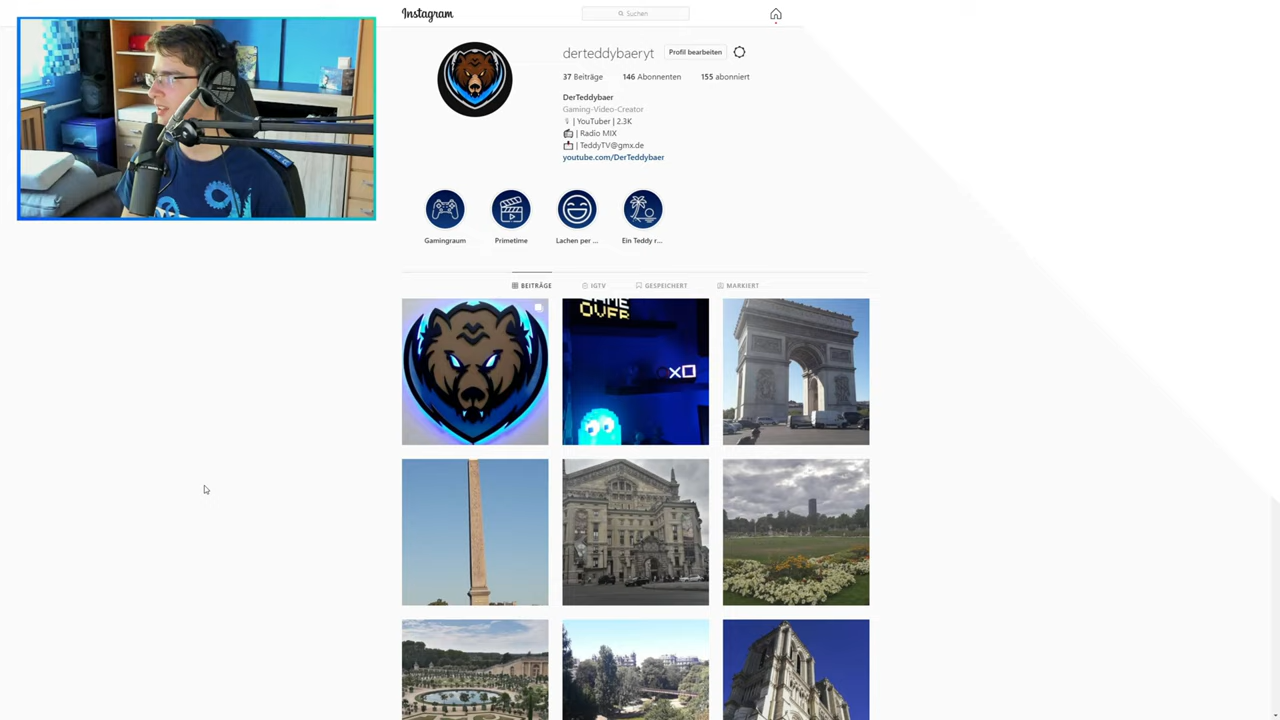 Instagram
Suchen
derteddybaeryt
Profil bearbeiten
37 Beiträge
146 Abonnenten
155 abonniert
DerTeddybaer
Gaming-Video-Creator
| YouTuber | 2.3K
| Radio MIX
| TeddyTV@gmx.de
youtube.com/DerTeddybaer
Gamingraum
Primetime
Lachen per ...
Ein Teddy r...
BEITRÄGE
IGTV
GESPEICHERT
MARKIERT
GAME
OVER